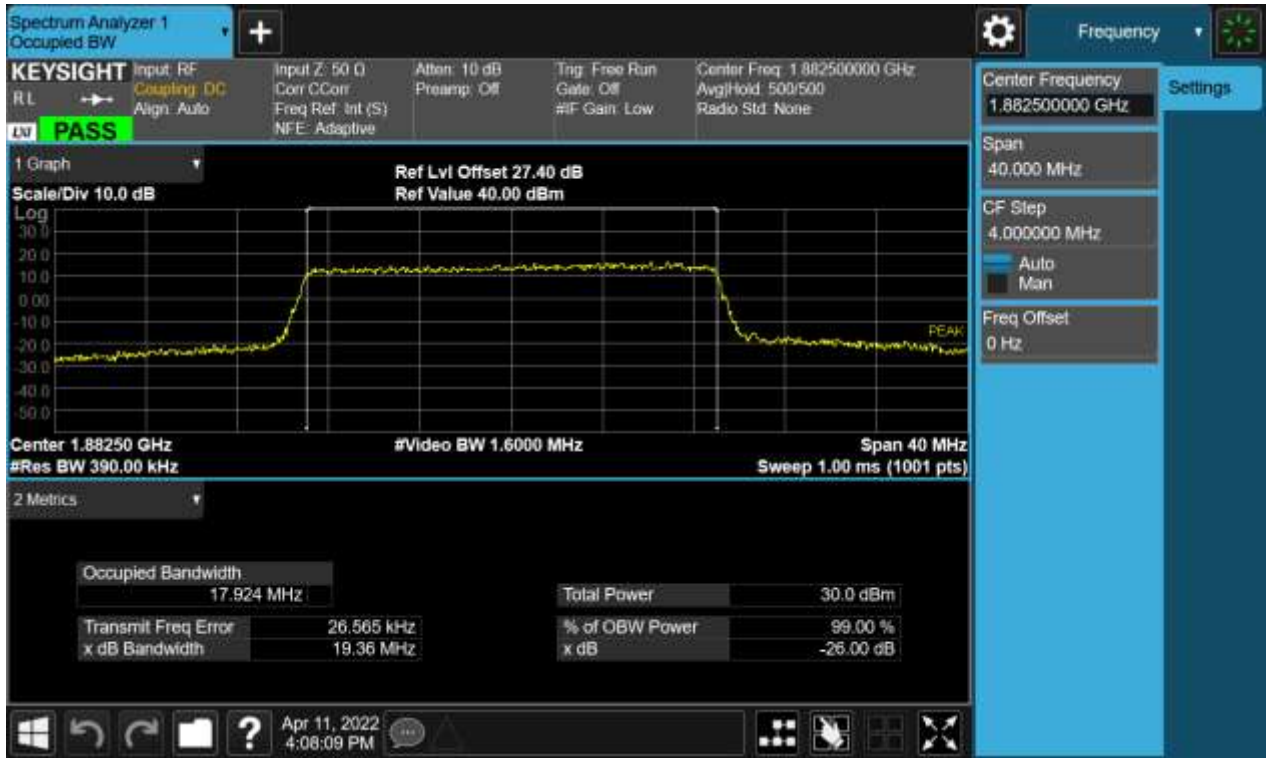 Spectrum Analyzer 1
Occupied BW
Frequency
KEYSIGHT
Input: RF
Coupling: DC
Align: Auto
RL
LXI
PASS
Input Z: 50 Ω
Corr CCorr
Freq Ref: Int (S)
NFE: Adaptive
Atten: 10 dB
Preamp: Off
Trig: Free Run
Gate: Off
#IF Gain: Low
Center Freq: 1.882500000 GHz
Avg|Hold: 500/500
Radio Std: None
Center Frequency
1.882500000 GHz
Settings
Span
40.000 MHz
CF Step
4.000000 MHz
Auto
Man
Freq Offset
0 Hz
1 Graph
Scale/Div 10.0 dB
Ref Lvl Offset 27.40 dB
Ref Value 40.00 dBm
Log
30.0
20.0
10.0
0.00
-10.0
-20.0
-30.0
-40.0
-50.0
PEAK
Center 1.88250 GHz
#Video BW 1.6000 MHz
Span 40 MHz
#Res BW 390.00 kHz
Sweep 1.00 ms (1001 pts)
2 Metrics
Occupied Bandwidth
17.924 MHz
Total Power 30.0 dBm
Transmit Freq Error 26.565 kHz
% of OBW Power 99.00 %
x dB Bandwidth 19.36 MHz
x dB -26.00 dB
Apr 11, 2022
4:08:09 PM